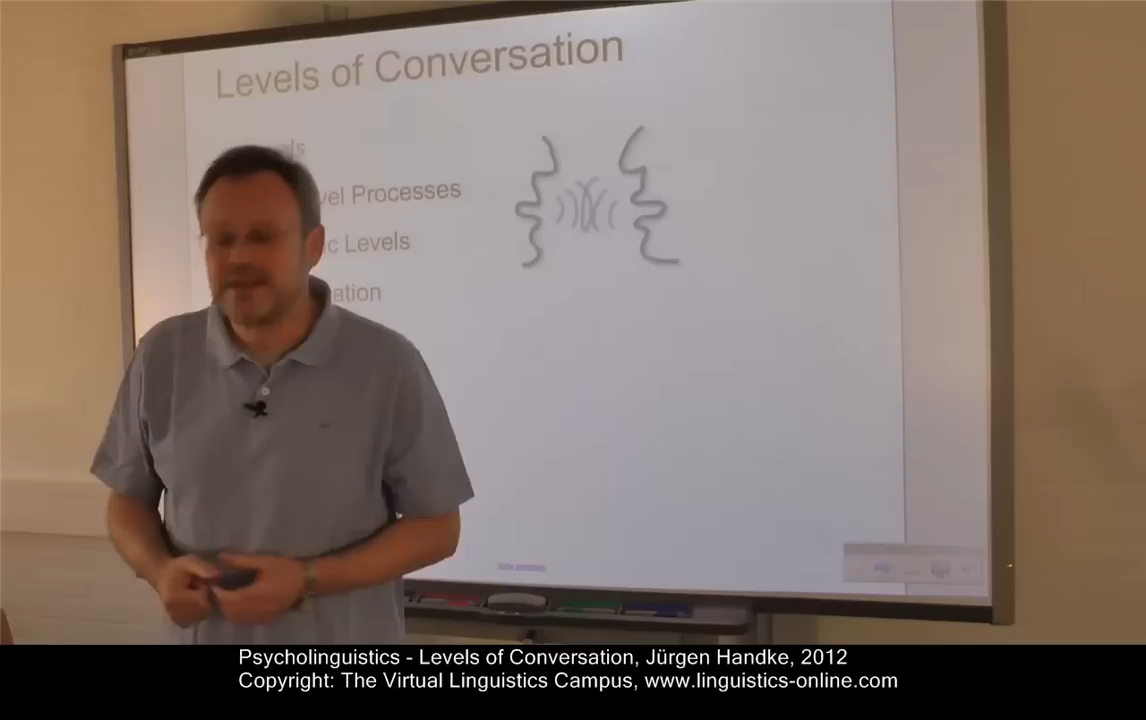 Levels of Conversation
vel Processes
c Levels
ation
Psycholinguistics - Levels of Conversation, Jürgen Handke, 2012
Copyright: The Virtual Linguistics Campus, www.linguistics-online.com